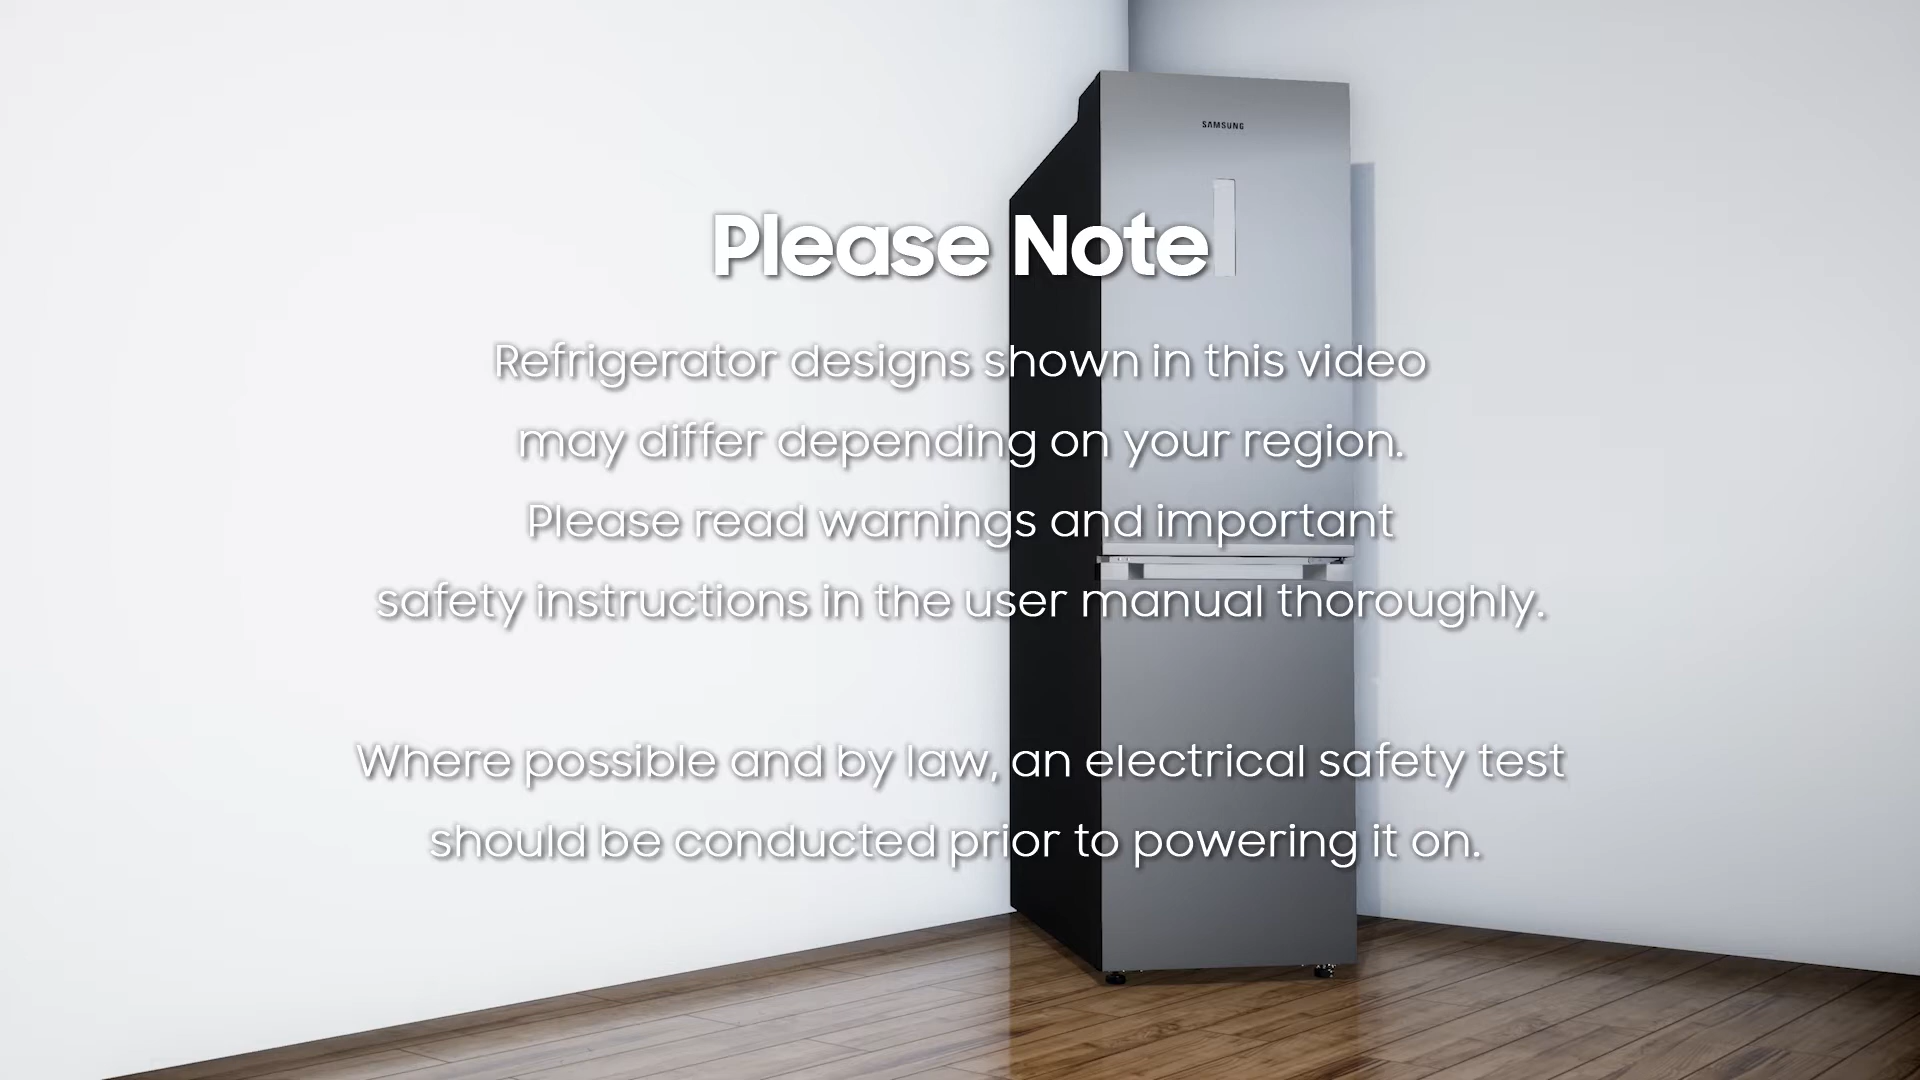 SAMSUNG
Please Note
Refrigerator designs shown in this video
may differ depending on your region.
Please read warnings and important
safety instructions in the user manual thoroughly.
Where possible and by law, an electrical safety test
should be conducted prior to powering it on.